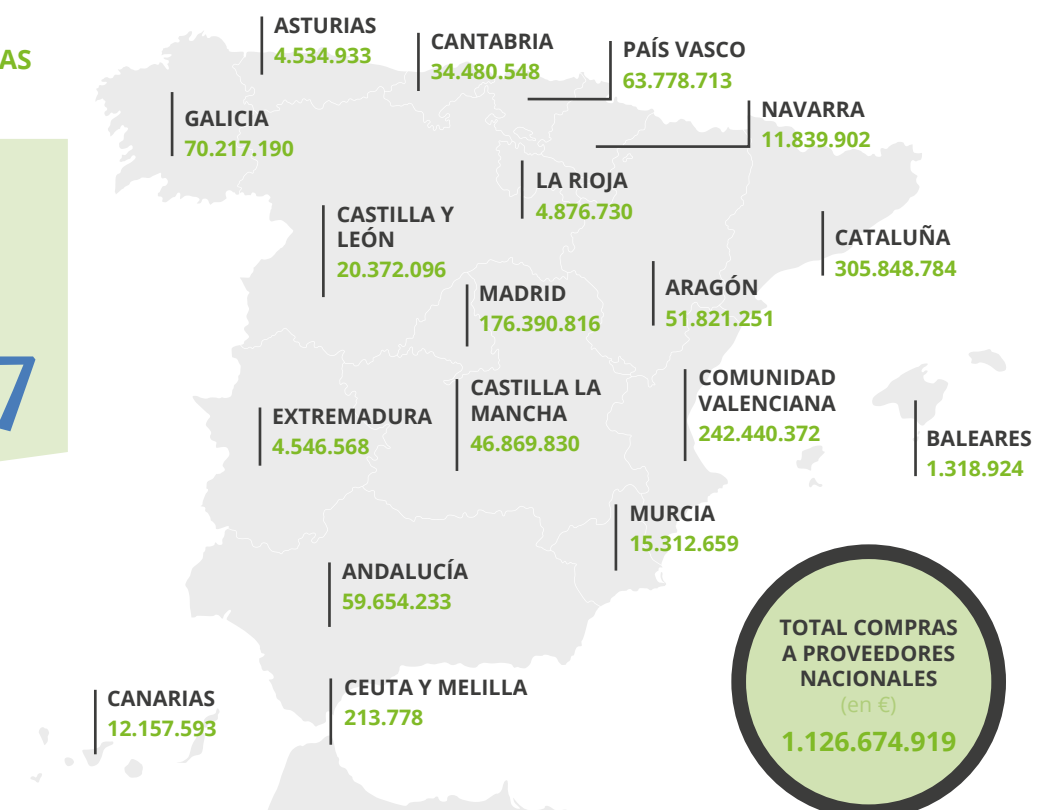 AS
7
ASTURIAS
4.534.933
CANTABRIA
34.480.548
PAÍS VASCO
63.778.713
NAVARRA
11.839.902
GALICIA
70.217.190
LA RIOJA
4.876.730
CASTILLA Y
LEÓN
20.372.096
CATALUÑA
305.848.784
MADRID
176.390.816
ARAGÓN
51.821.251
COMUNIDAD
VALENCIANA
242.440.372
CASTILLA LA
MANCHA
46.869.830
EXTREMADURA
4.546.568
BALEARES
1.318.924
MURCIA
15.312.659
ANDALUCÍA
59.654.233
CEUTA Y MELILLA
213.778
CANARIAS
12.157.593
TOTAL COMPRAS
A PROVEEDORES
NACIONALES
(en €)
1.126.674.919